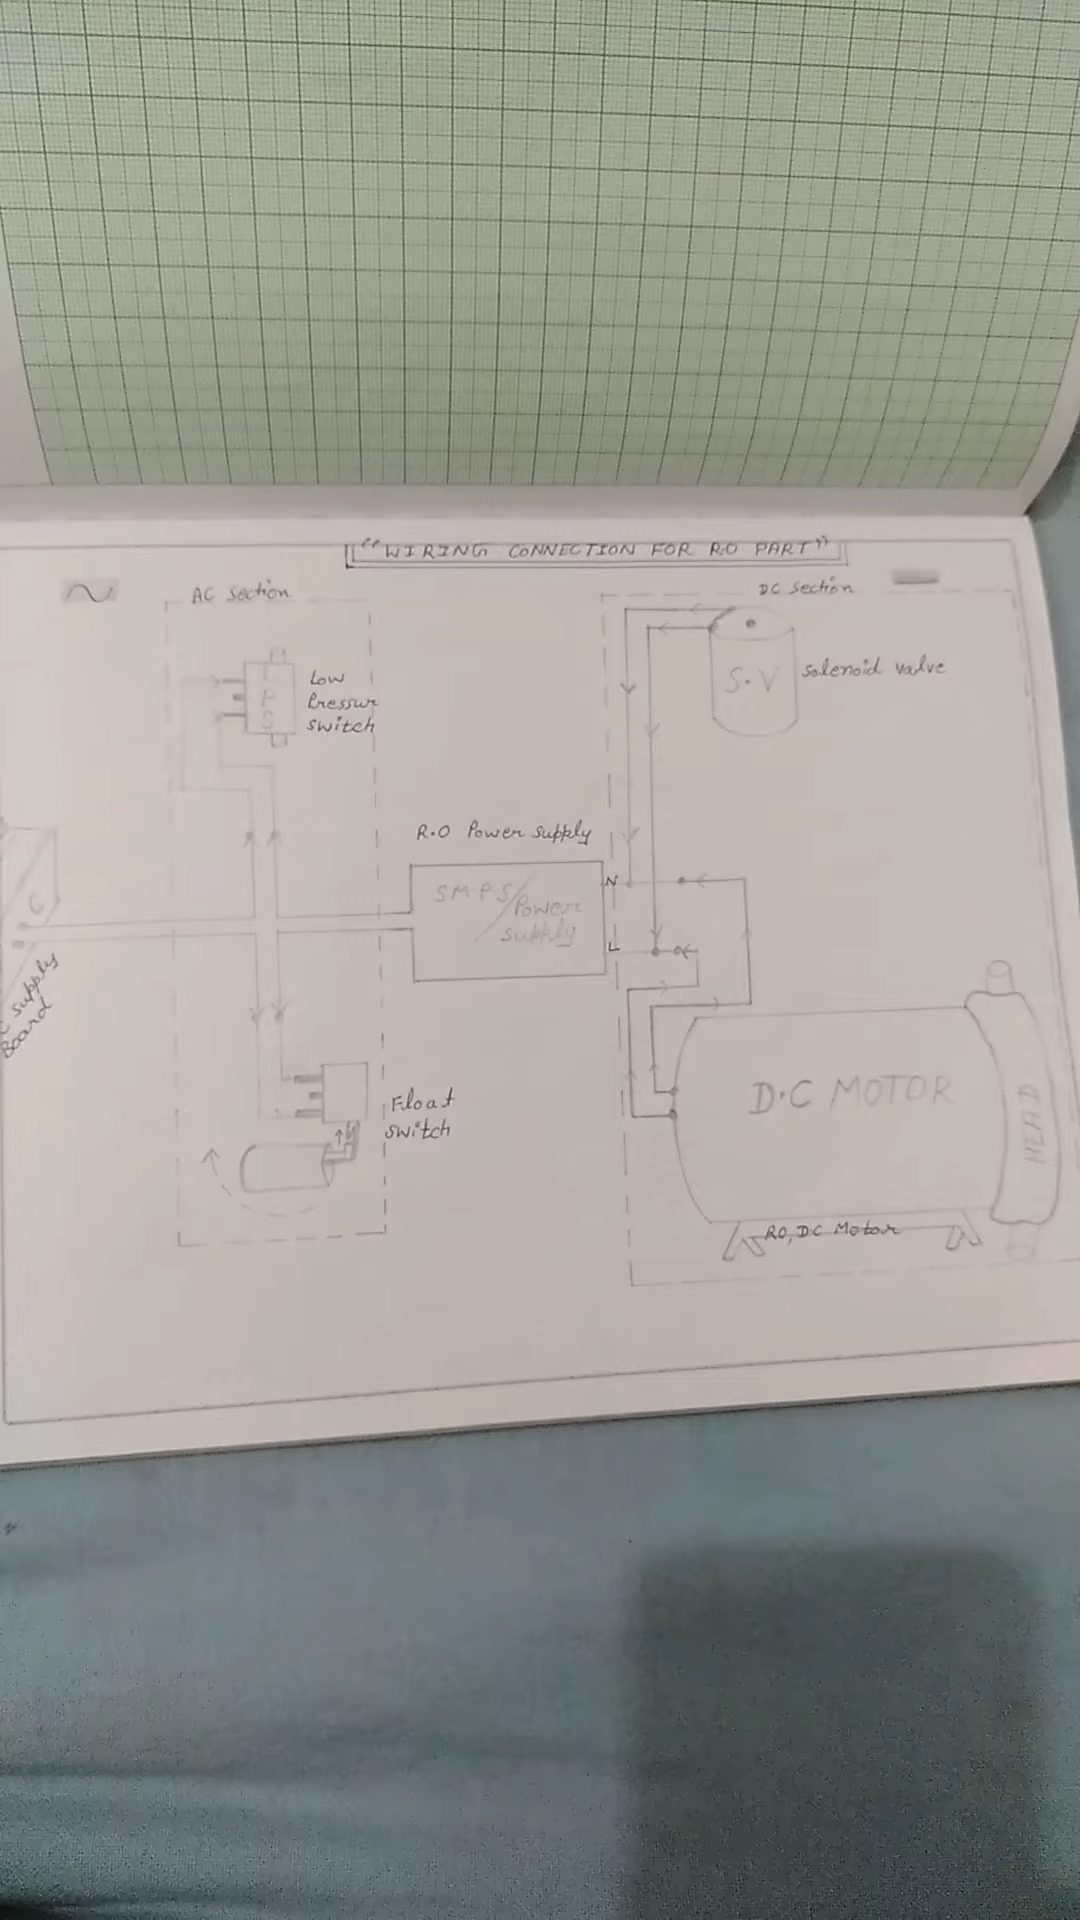 "WIRING CONNECTION FOR R.O PART"
AC Section
DC Section
L
P
S
Low
Pressur
switch
S.V
Solenoid valve
R.O Power supply
SMPS/Power
supply
N
L
C
supply
Board
Float
switch
D.C MOTOR
HEAD
RO, DC Motor